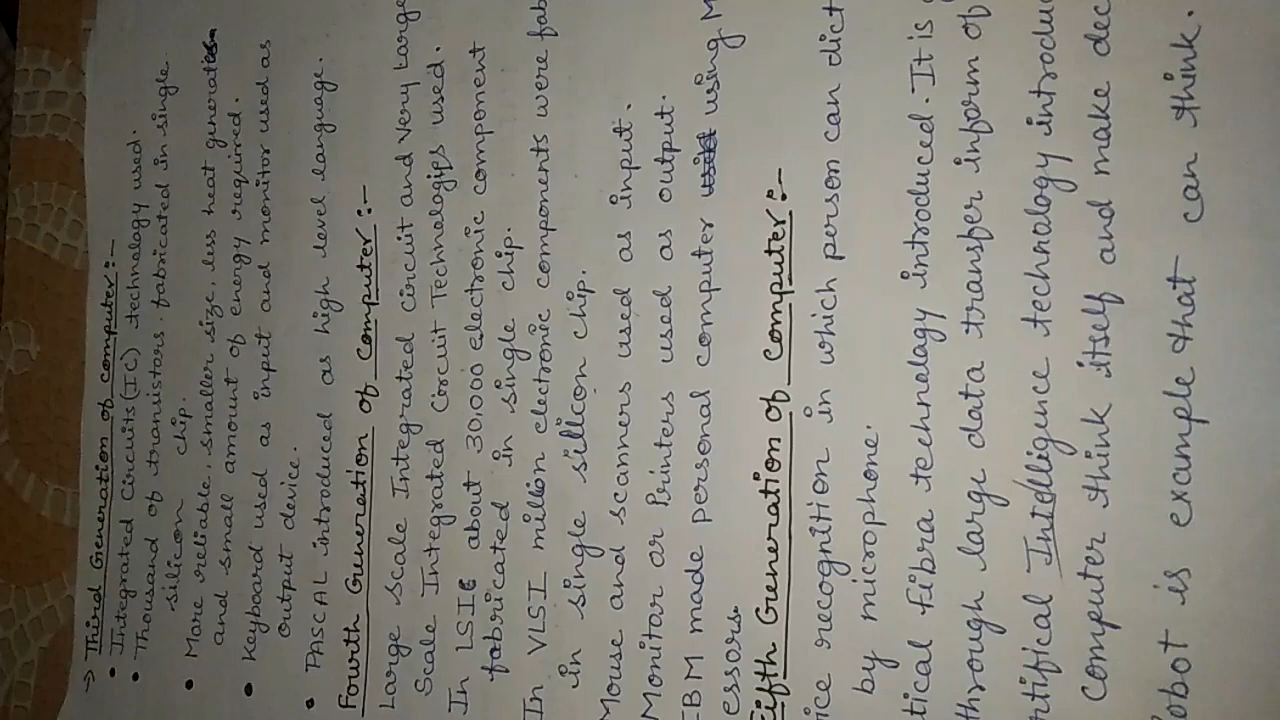 → Third Generation of computer:-
• Integrated Circuits (IC) technology used.
• Thousand of transistors fabricated in single
silicon chip.
• More reliable, smaller size, less heat generates
and small amount of energy required.
• Keyboard used as input and monitor used as
output device.
• PASCAL introduced as high level language.
Fourth Generation of Computer:-
Large Scale Integrated Circuit and Very Large
Scale Integrated Circuit Technologies used.
In LSIC about 30,000 electronic component
fabricated in single chip.
In VLSI million electronic components were fab
in single sillicon chip.
Mouse and scanners used as input.
Monitor or Printers used as output.
IBM made personal computer using M
essors.
Fifth Generation of Computer:-
ice recognition in which person can dict
by microphone.
tical Fibra technology introduced. It is
through large data transfer inform of
rtifical Intelligence technology introdu
Computer think itself and make dec
obot is example that can think.